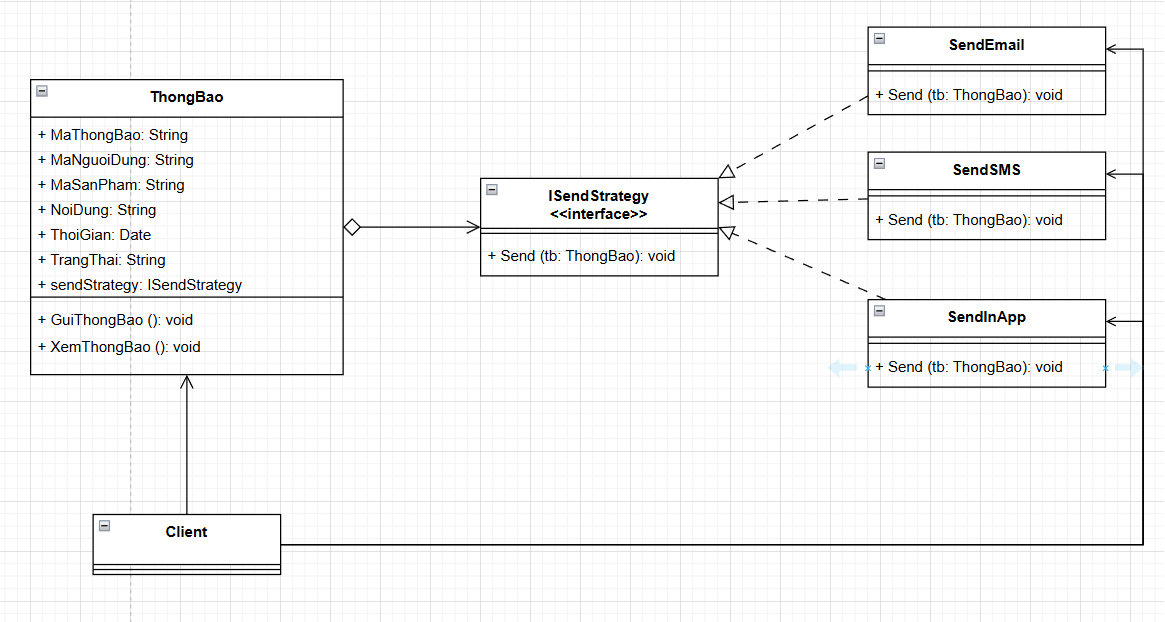 ThongBao
+ MaThongBao: String
+ MaNguoiDung: String
+ MaSanPham: String
+ NoiDung: String
+ ThoiGian: Date
+ TrangThai: String
+ sendStrategy: ISendStrategy
+ GuiThongBao (): void
+ XemThongBao (): void
ISendStrategy
<<interface>>
+ Send (tb: ThongBao): void
SendEmail
+ Send (tb: ThongBao): void
SendSMS
+ Send (tb: ThongBao): void
SendInApp
+ Send (tb: ThongBao): void
Client